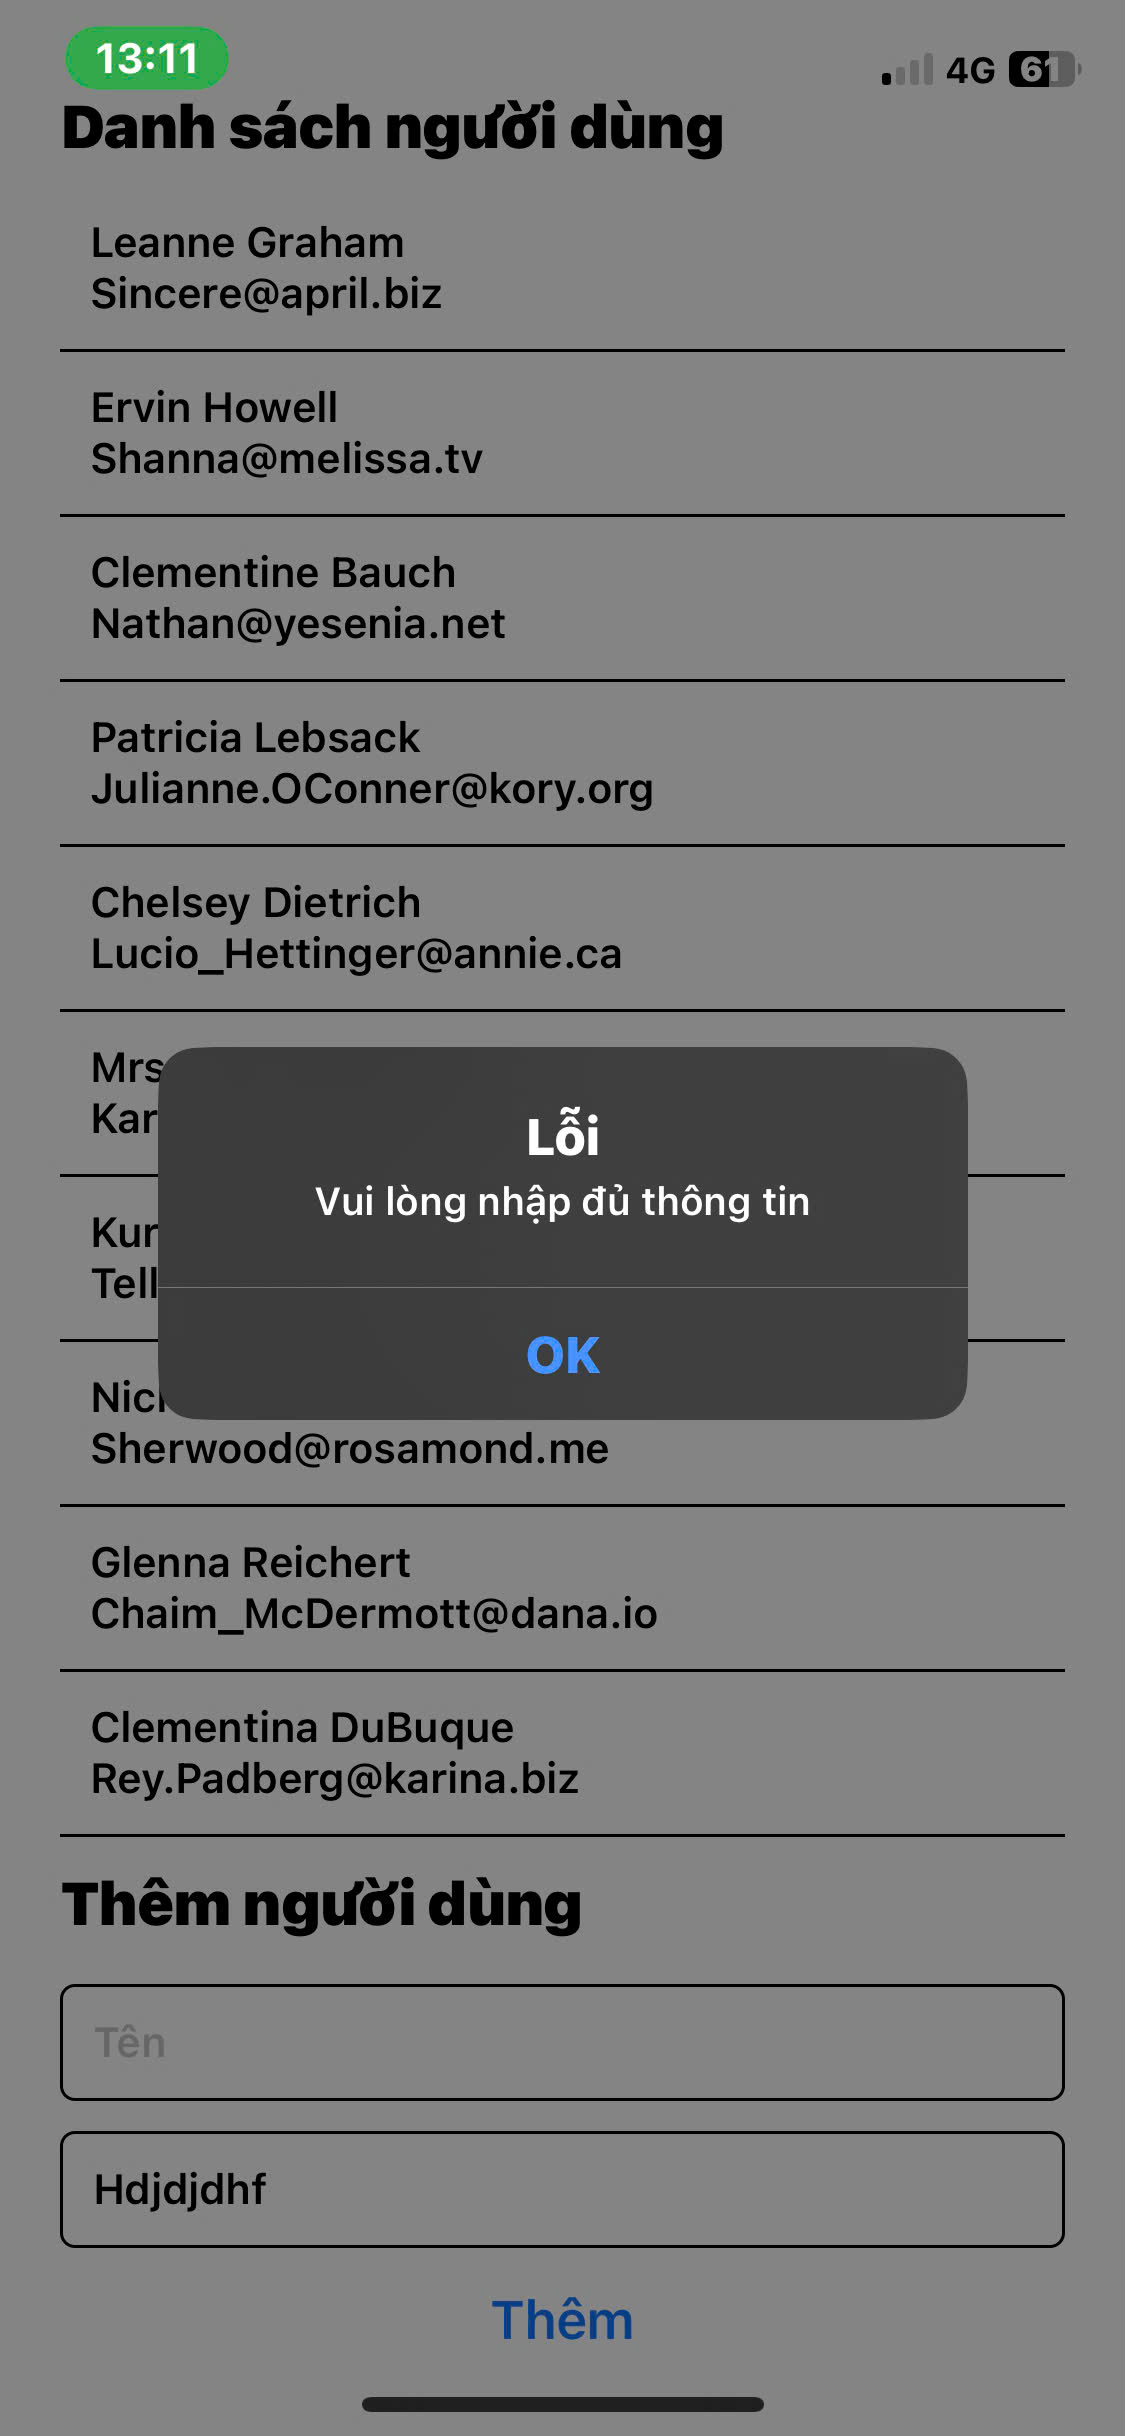 13:11
4G 61
Danh sách người dùng
Leanne Graham
Sincere@april.biz
Ervin Howell
Shanna@melissa.tv
Clementine Bauch
Nathan@yesenia.net
Patricia Lebsack
Julianne.OConner@kory.org
Chelsey Dietrich
Lucio_Hettinger@annie.ca
Mrs
Kar
Kur
Tell
Lỗi
Vui lòng nhập đủ thông tin
OK
Sherwood@rosamond.me
Glenna Reichert
Chaim_McDermott@dana.io
Clementina DuBuque
Rey.Padberg@karina.biz
Thêm người dùng
Tên
Hdjdjdhf
Thêm